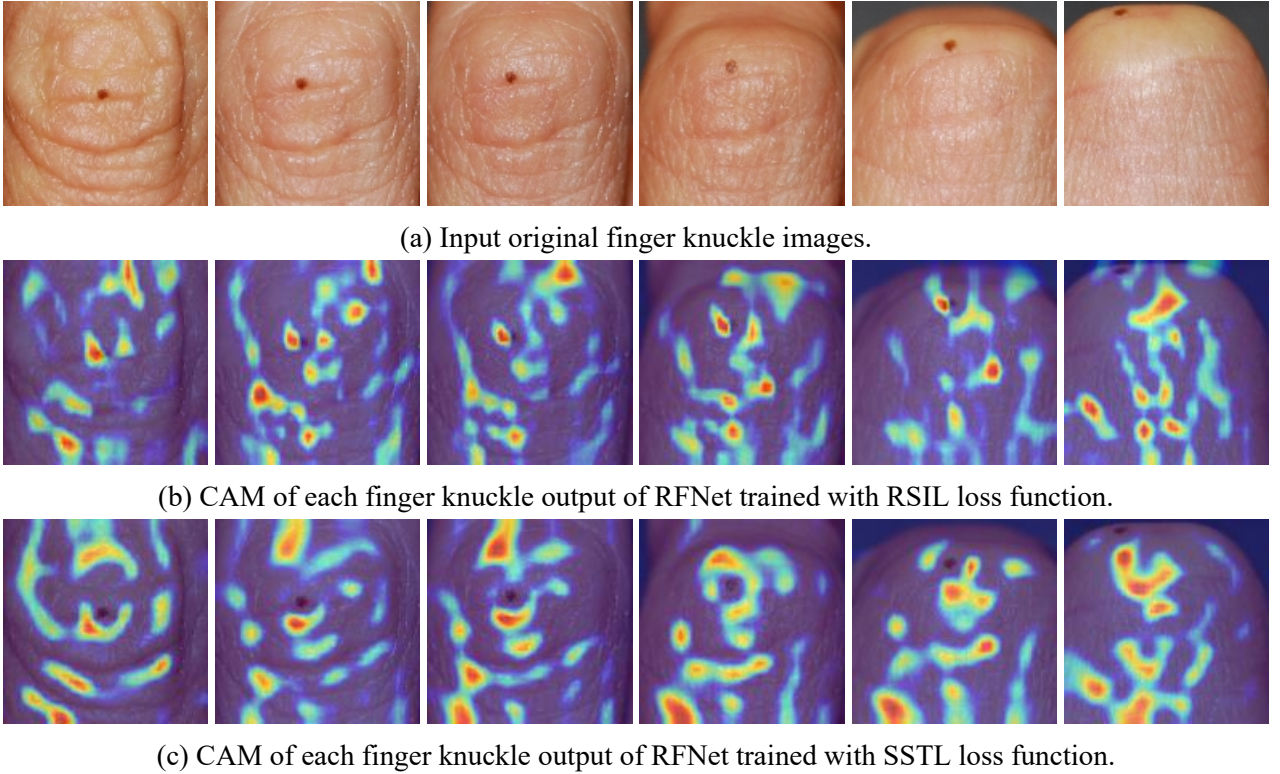 (a) Input original finger knuckle images.
(b) CAM of each finger knuckle output of RFNet trained with RSIL loss function.
(c) CAM of each finger knuckle output of RFNet trained with SSTL loss function.